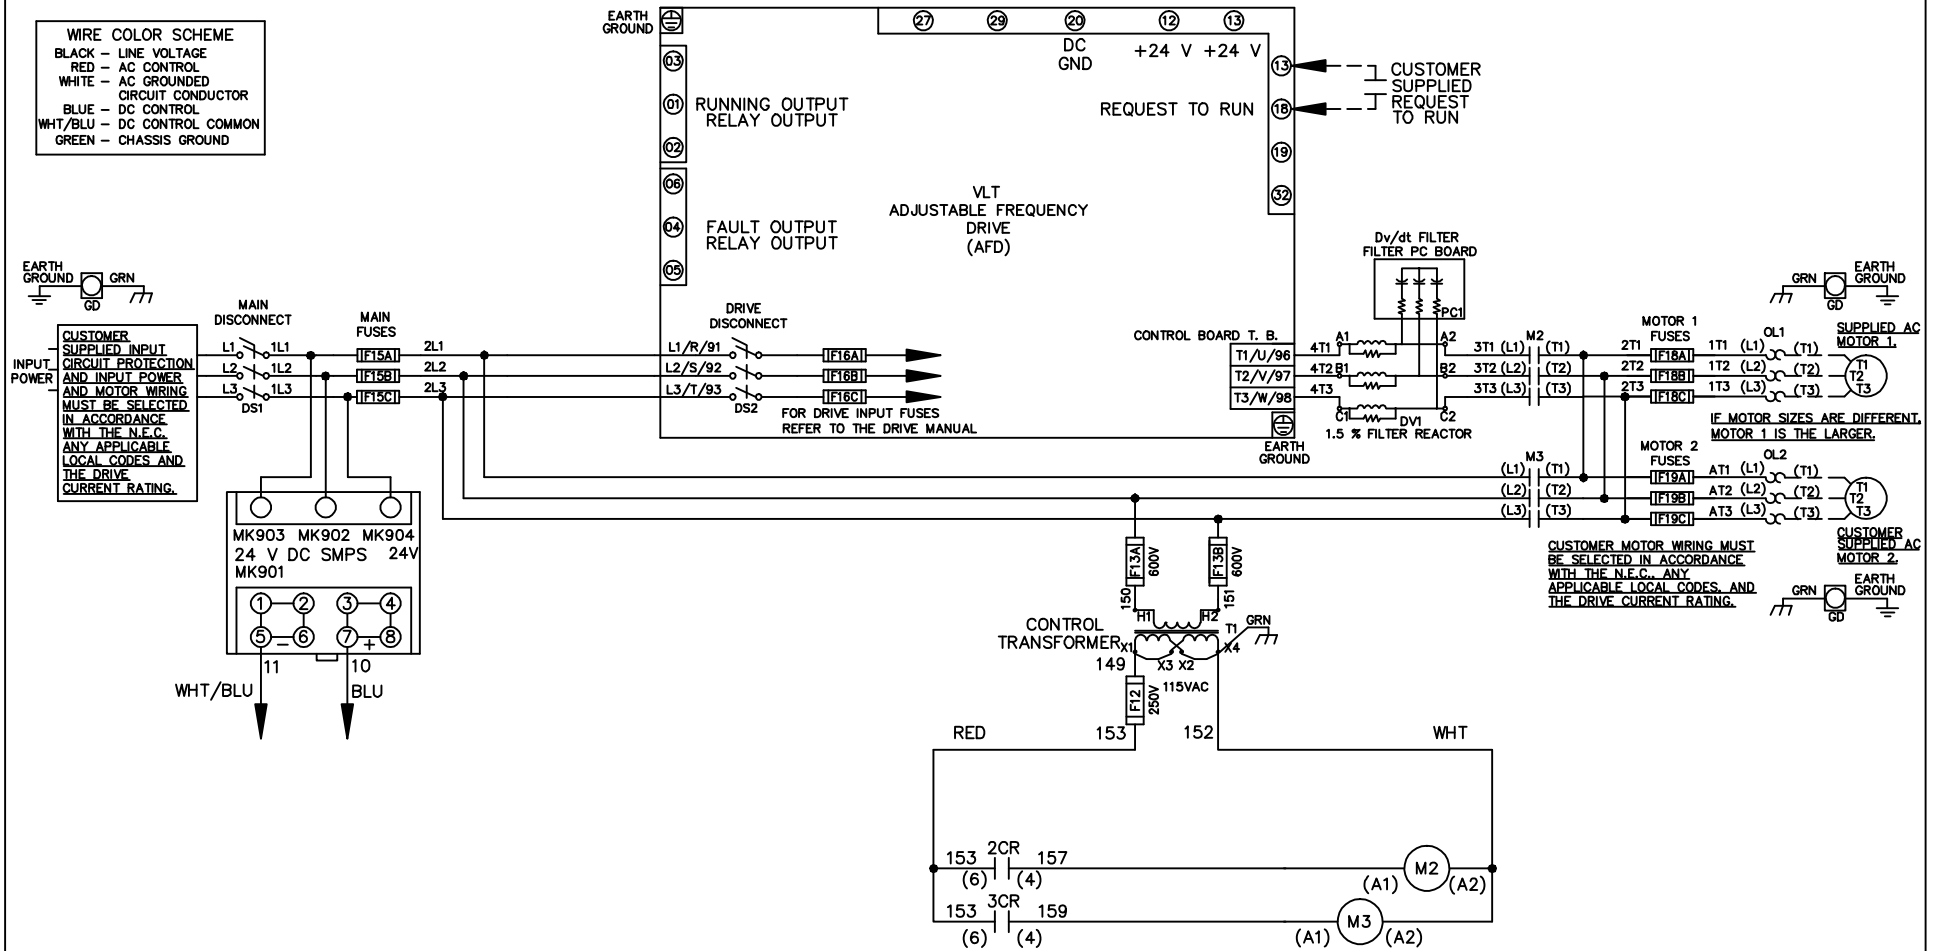 WIRE COLOR SCHEME
BLACK – LINE VOLTAGE
RED – AC CONTROL
WHITE – AC GROUNDED
CIRCUIT CONDUCTOR
BLUE – DC CONTROL
WHT/BLU – DC CONTROL COMMON
GREEN – CHASSIS GROUND
EARTH
GROUND
27
29
20
12
13
DC
GND
+24 V
+24 V
03
01
02
RUNNING OUTPUT
RELAY OUTPUT
06
04
05
FAULT OUTPUT
RELAY OUTPUT
VLT
ADJUSTABLE FREQUENCY
DRIVE
(AFD)
REQUEST TO RUN
13
18
19
32
CUSTOMER
SUPPLIED
REQUEST
TO RUN
EARTH
GROUND
GRN
GD
INPUT
POWER
CUSTOMER
SUPPLIED INPUT
CIRCUIT PROTECTION
AND INPUT POWER
AND MOTOR WIRING
MUST BE SELECTED
IN ACCORDANCE
WITH THE N.E.C.
ANY APPLICABLE
LOCAL CODES AND
THE DRIVE
CURRENT RATING.
MAIN
DISCONNECT
L1
1L1
L2
1L2
L3
1L3
DS1
MAIN
FUSES
F15A
2L1
F15B
2L2
F15C
2L3
DRIVE
DISCONNECT
L1/R/91
L2/S/92
L3/T/93
DS2
F16A
F16B
F16C
FOR DRIVE INPUT FUSES
REFER TO THE DRIVE MANUAL
CONTROL BOARD T. B.
T1/U/96
T2/V/97
T3/W/98
EARTH
GROUND
Dv/dt FILTER
FILTER PC BOARD
PC1
4T1
A1
A2
4T2
B1
B2
4T3
C1
C2
DV1
1.5 % FILTER REACTOR
M2
3T1 (L1)
(T1)
3T2 (L2)
(T2)
3T3 (L3)
(T3)
MOTOR 1
FUSES
2T1
F18A
1T1
(L1)
2T2
F18B
1T2
(L2)
2T3
F18C
1T3
(L3)
OL1
(T1)
(T2)
(T3)
GRN
GD
EARTH
GROUND
SUPPLIED AC
MOTOR 1.
T1
T2
T3
IF MOTOR SIZES ARE DIFFERENT,
MOTOR 1 IS THE LARGER.
M3
(L1)
(T1)
(L2)
(T2)
(L3)
(T3)
MOTOR 2
FUSES
F19A
AT1
(L1)
F19B
AT2
(L2)
F19C
AT3
(L3)
OL2
(T1)
(T2)
(T3)
T1
T2
T3
CUSTOMER
SUPPLIED AC
MOTOR 2.
CUSTOMER MOTOR WIRING MUST
BE SELECTED IN ACCORDANCE
WITH THE N.E.C., ANY
APPLICABLE LOCAL CODES, AND
THE DRIVE CURRENT RATING.
GRN
GD
EARTH
GROUND
MK903
MK902
MK904
24 V DC SMPS
24V
MK901
1
2
3
4
5
–
6
7
+
8
11
10
WHT/BLU
BLU
F13A
600V
F13B
600V
150
151
H1
H2
CONTROL
TRANSFORMER
T1
GRN
X1
X3
X2
X4
149
115VAC
F12
250V
153
152
RED
WHT
153
2CR
157
(6)
(4)
(A1)
M2
(A2)
153
3CR
159
(6)
(4)
(A1)
M3
(A2)